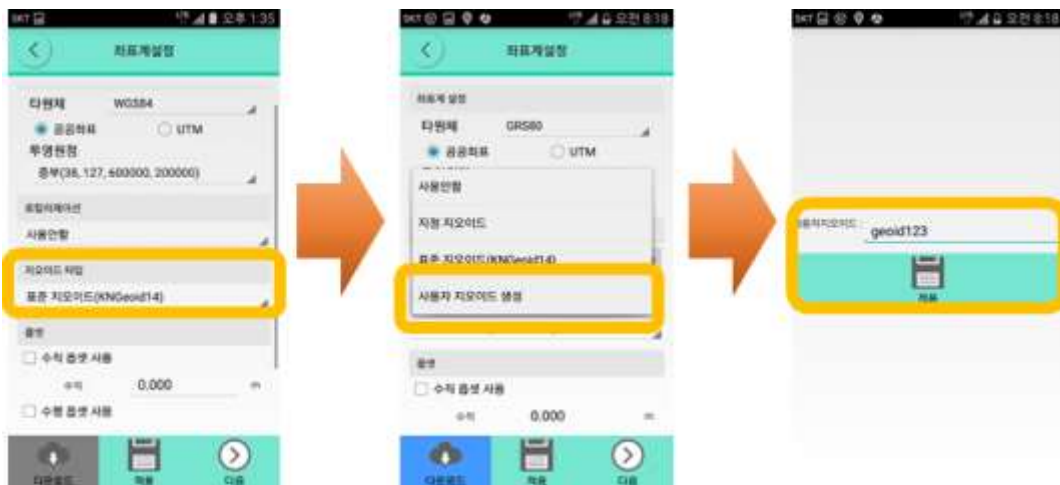 SKT 오후 1:35
좌표계설정
타원체 WGS84
공공좌표 UTM
투영원점
중부(38, 127, 600000, 200000)
로컬라제이션
사용안함
지오이드 타입
표준 지오이드(KNGeoid14)
옵셋
수직 옵셋 사용
수직 0.000 m
수평 옵셋 사용
다운로드 적용 다음
SKT 오전 8:18
좌표계설정
좌표계 설정
타원체 GRS80
공공좌표 UTM
사용안함
지정 지오이드
표준 지오이드(KNGeoid14)
사용자 지오이드 생성
옵셋
수직 옵셋 사용
수직 0.000 m
다운로드 적용 다음
SKT 오전 8:18
사용자지오이드 : geoid123
적용